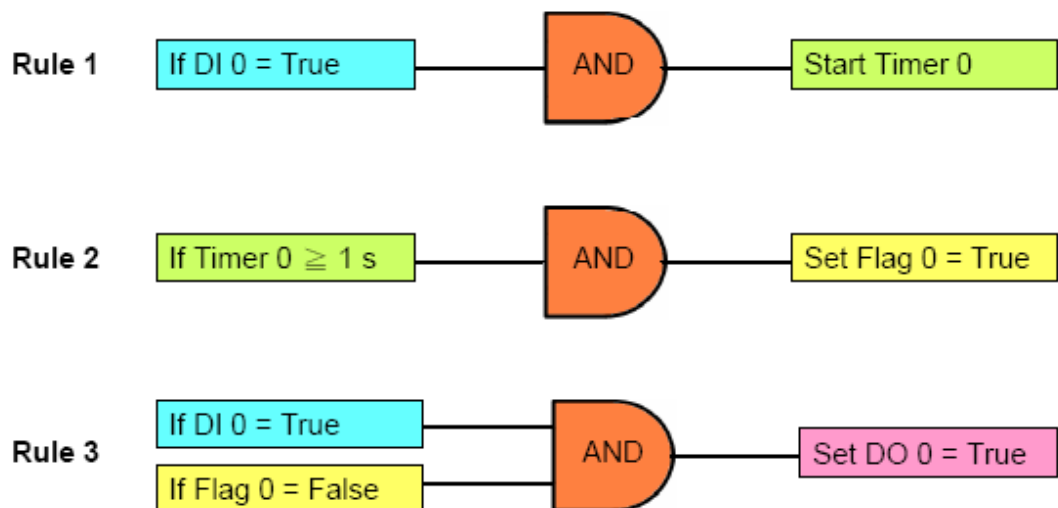 Rule 1
If DI 0 = True
AND
Start Timer 0
Rule 2
If Timer 0 ≧ 1 s
AND
Set Flag 0 = True
Rule 3
If DI 0 = True
If Flag 0 = False
AND
Set DO 0 = True